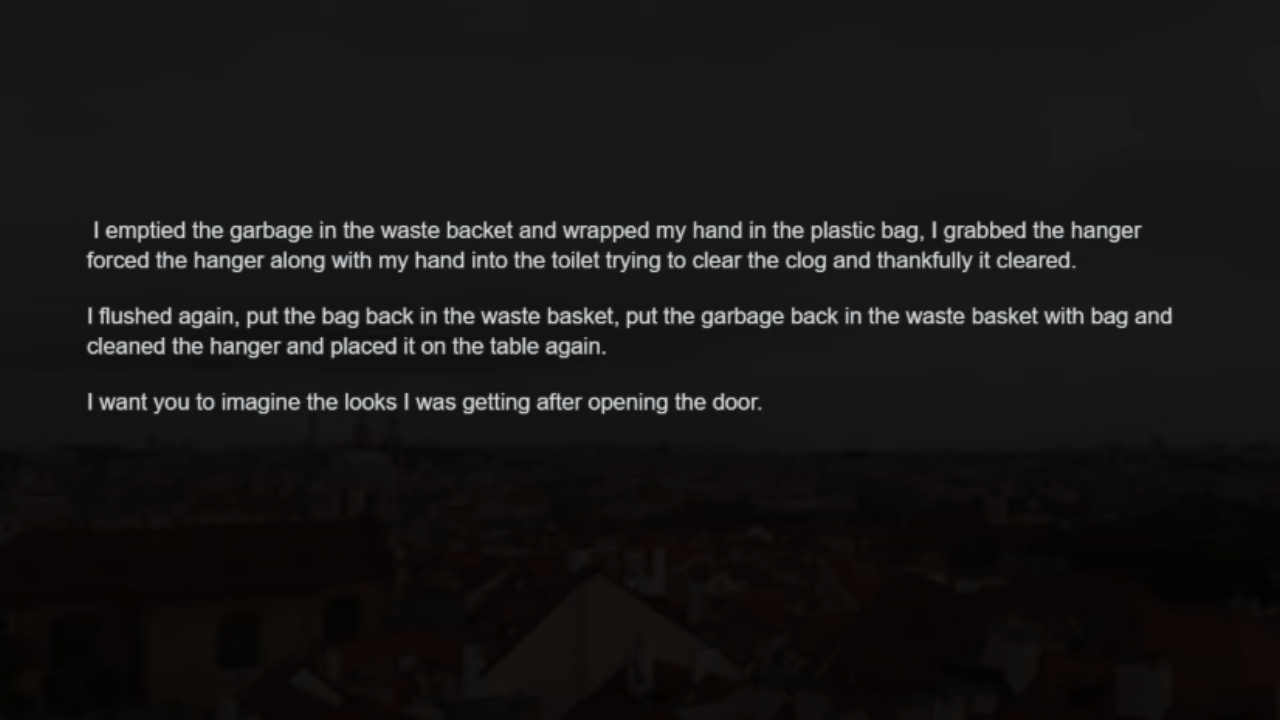 I emptied the garbage in the waste backet and wrapped my hand in the plastic bag, I grabbed the hanger
forced the hanger along with my hand into the toilet trying to clear the clog and thankfully it cleared.
I flushed again, put the bag back in the waste basket, put the garbage back in the waste basket with bag and
cleaned the hanger and placed it on the table again.
I want you to imagine the looks I was getting after opening the door.